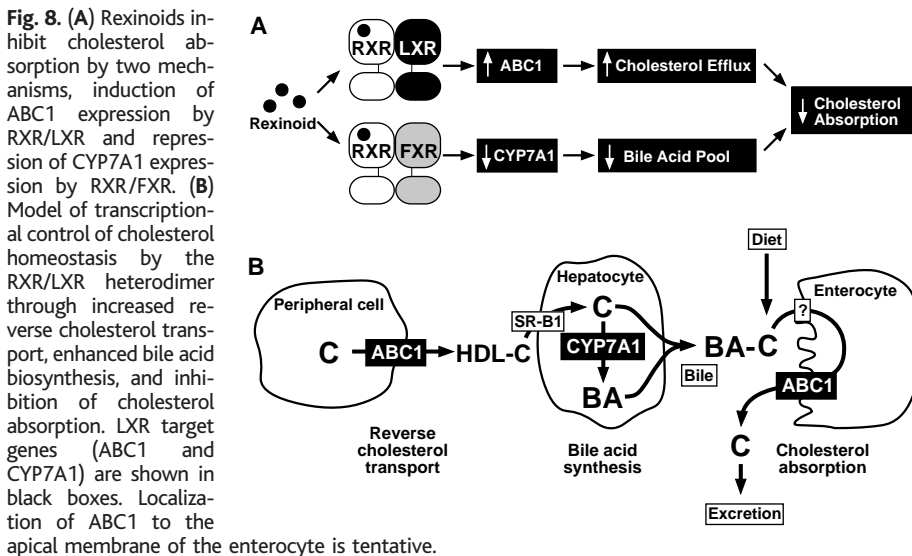 Fig. 8. (A) Rexinoids in-
hibit cholesterol ab-
sorption by two mech-
anisms, induction of
ABC1 expression by
RXR/LXR and repres-
sion of CYP7A1 expres-
sion by RXR/FXR. (B)
Model of transcription-
al control of cholesterol
homeostasis by the
RXR/LXR heterodimer
through increased re-
verse cholesterol trans-
port, enhanced bile acid
biosynthesis, and inhi-
bition of cholesterol
absorption. LXR target
genes (ABC1 and
CYP7A1) are shown in
black boxes. Localiza-
tion of ABC1 to the
apical membrane of the enterocyte is tentative.
A
RXR LXR
↑ ABC1
↑ Cholesterol Efflux
Rexinoid
↓ Cholesterol
Absorption
RXR FXR
↓ CYP7A1
↓ Bile Acid Pool
B
Peripheral cell
C
ABC1
HDL-C
Reverse
cholesterol
transport
Hepatocyte
SR-B1
C
CYP7A1
BA
Bile
Bile acid
synthesis
Diet
Enterocyte
?
BA-C
ABC1
C
Cholesterol
absorption
Excretion